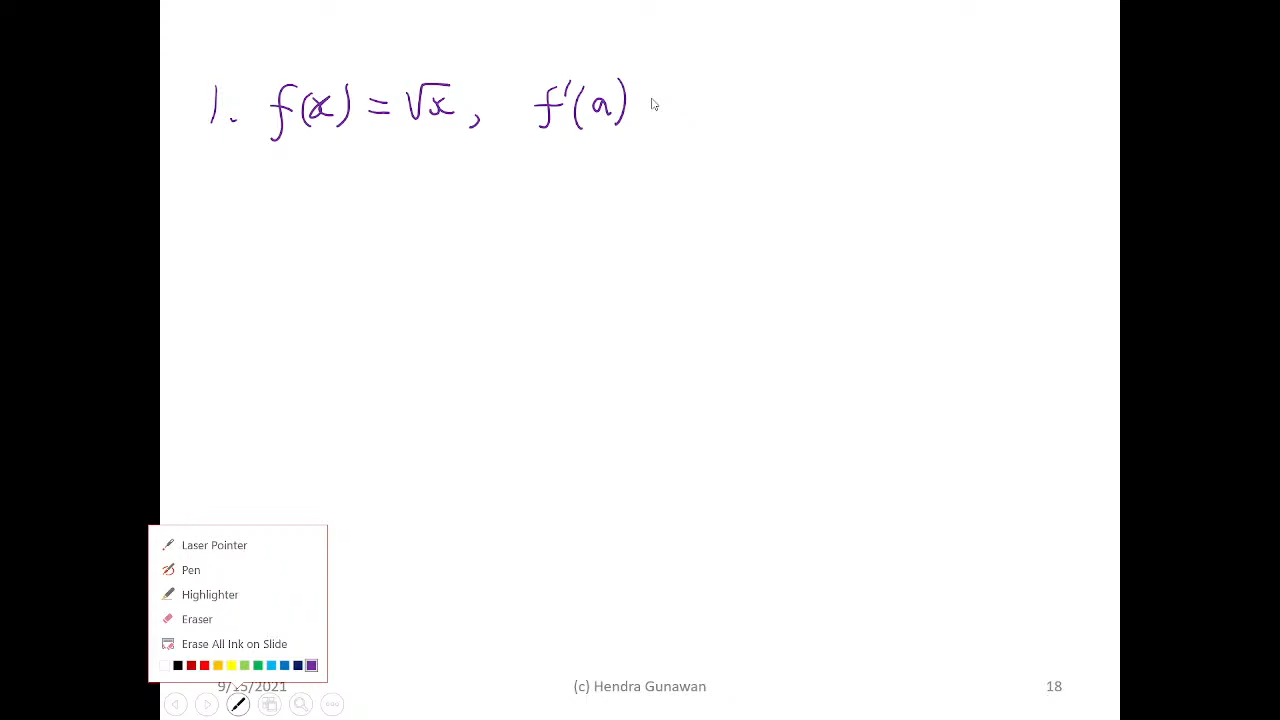 1. f(x) = √x, f'(a)
Laser Pointer
Pen
Highlighter
Eraser
Erase All Ink on Slide
9/15/2021 (c) Hendra Gunawan 18